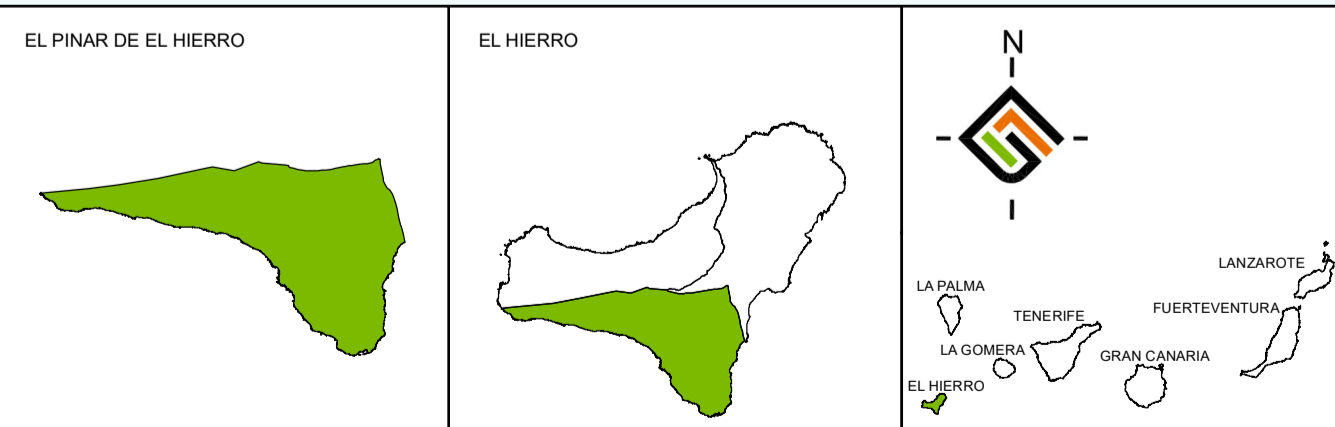 EL PINAR DE EL HIERRO
EL HIERRO
N
LANZAROTE
LA PALMA
FUERTEVENTURA
TENERIFE
LA GOMERA
GRAN CANARIA
EL HIERRO